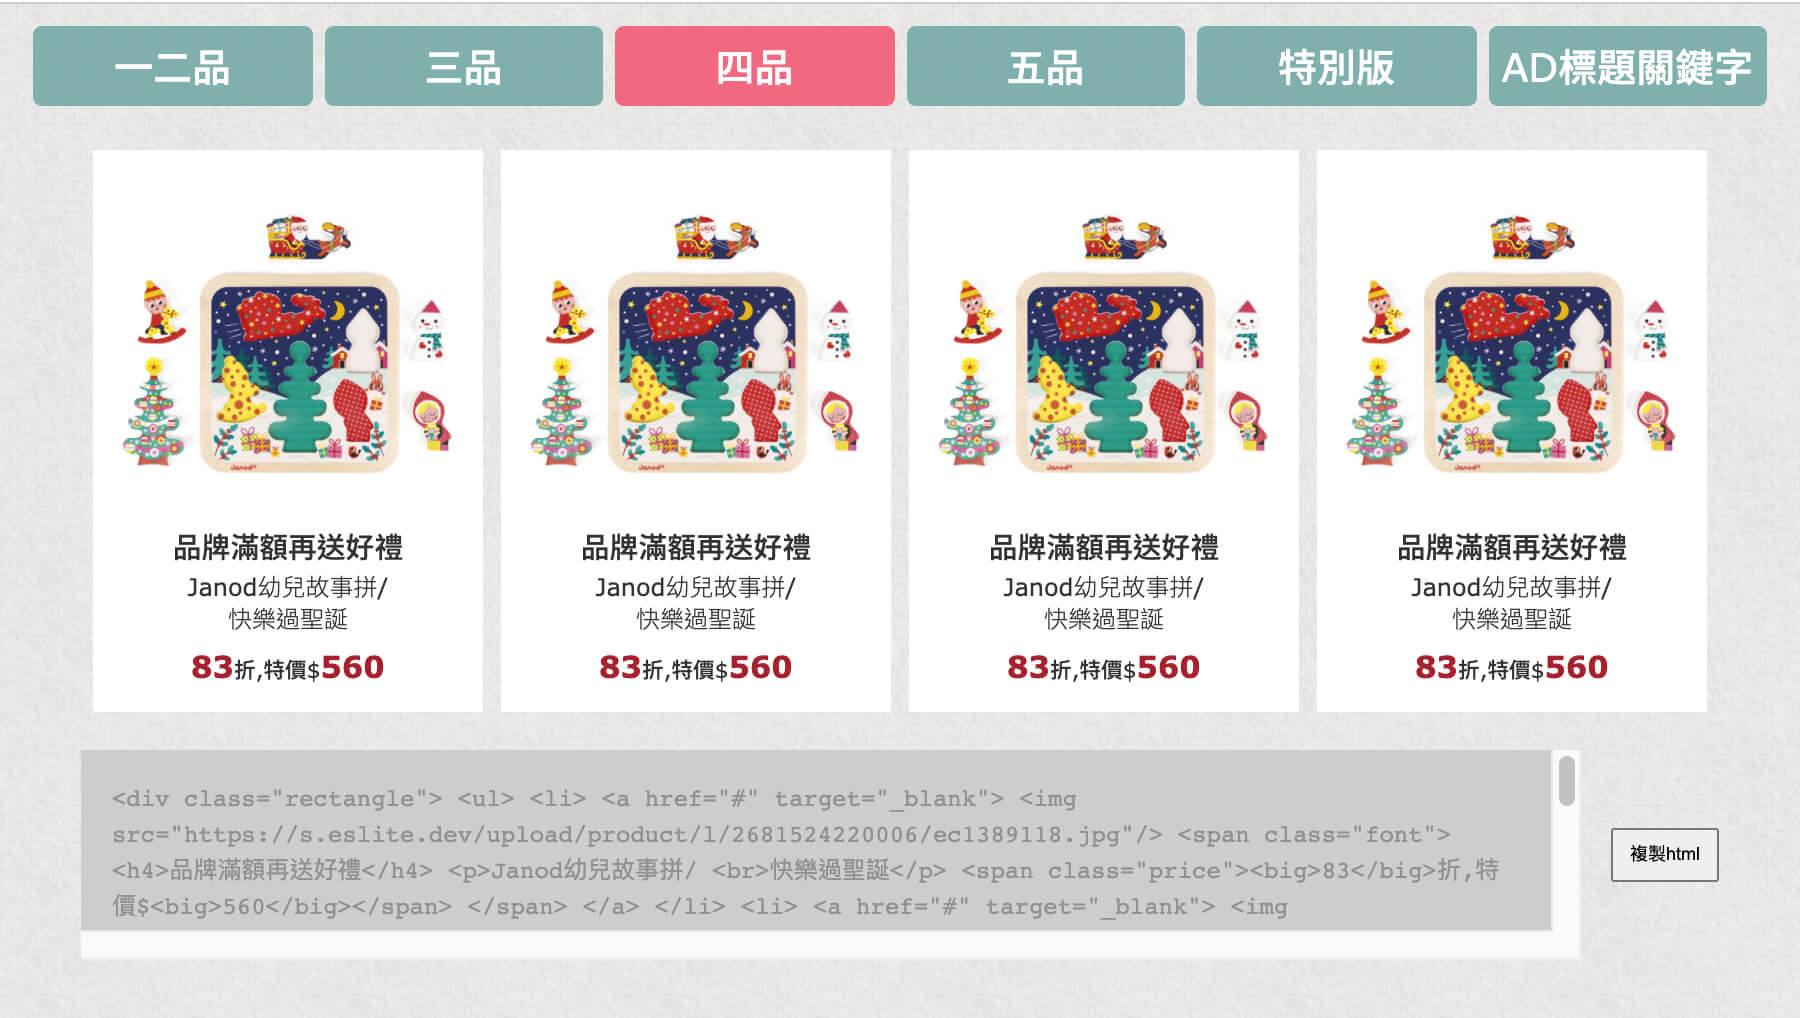 一二品
三品
四品
五品
特別版
AD標題關鍵字
Janod
品牌滿額再送好禮
Janod幼兒故事拼/
快樂過聖誕
83折,特價$560
Janod
品牌滿額再送好禮
Janod幼兒故事拼/
快樂過聖誕
83折,特價$560
Janod
品牌滿額再送好禮
Janod幼兒故事拼/
快樂過聖誕
83折,特價$560
Janod
品牌滿額再送好禮
Janod幼兒故事拼/
快樂過聖誕
83折,特價$560
<div class="rectangle"> <ul> <li> <a href="#" target="_blank"> <img
src="https://s.eslite.dev/upload/product/l/2681524220006/ec1389118.jpg"/> <span class="font">
<h4>品牌滿額再送好禮</h4> <p>Janod幼兒故事拼/ <br>快樂過聖誕</p> <span class="price"><big>83</big>折,特
價$<big>560</big></span> </span> </a> </li> <li> <a href="#" target="_blank"> <img
複製html